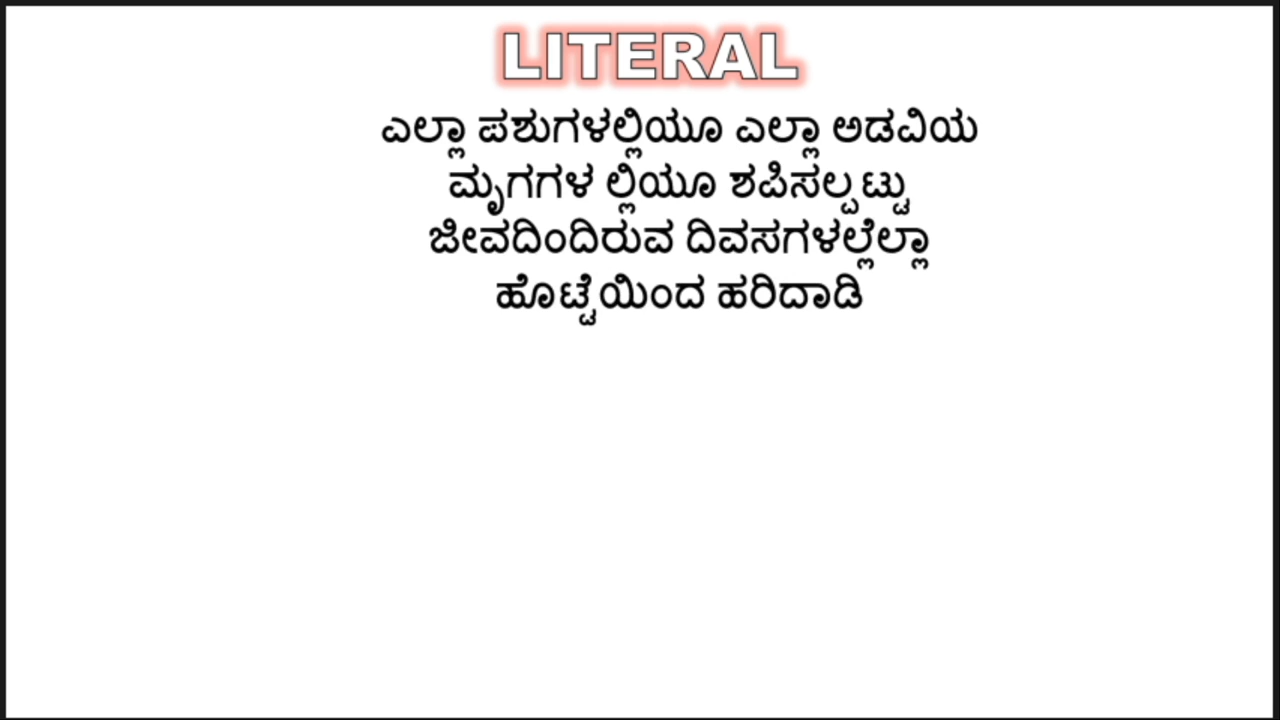 LITERAL
ಎಲ್ಲಾ ಪಶುಗಳಲ್ಲಿಯೂ ಎಲ್ಲಾ ಅಡವಿಯ
ಮೃಗಗಳ ಲ್ಲಿಯೂ ಶಪಿಸಲ್ಪಟ್ಟು
ಜೀವದಿಂದಿರುವ ದಿವಸಗಳಲ್ಲೆಲ್ಲಾ
ಹೊಟ್ಟೆಯಿಂದ ಹರಿದಾಡಿ